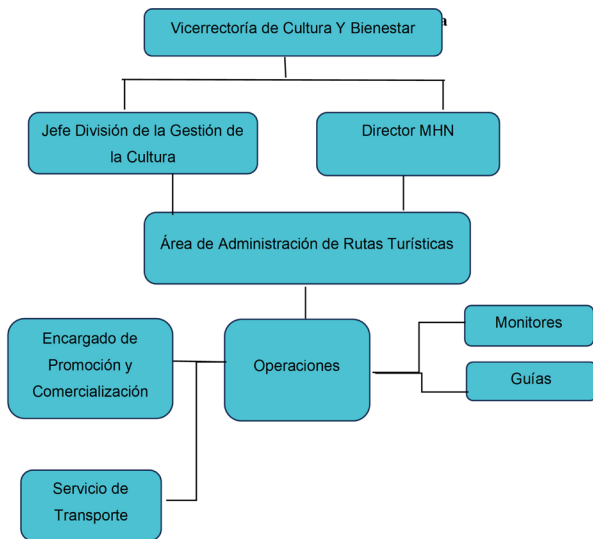 Vicerrectoría de Cultura Y Bienestar
a
Jefe División de la Gestión de
la Cultura
Director MHN
Área de Administración de Rutas Turísticas
Encargado de
Promoción y
Comercialización
Operaciones
Monitores
Guías
Servicio de
Transporte